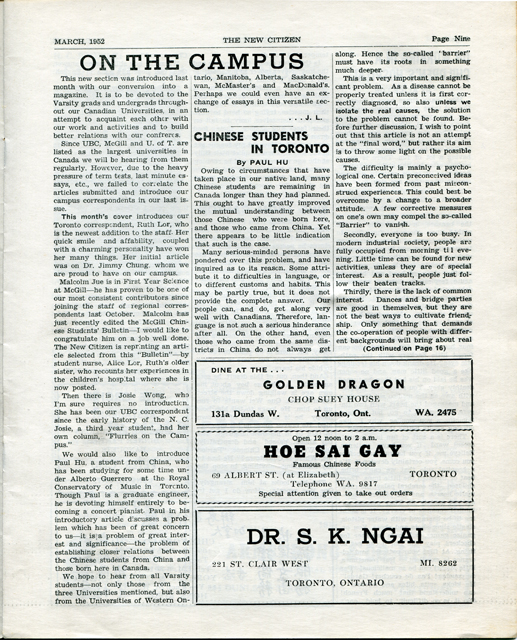 MARCH, 1952
THE NEW CITIZEN
Page Nine
ON THE CAMPUS
This new section was introduced last
month with our conversion into a
magazine. It is to be devoted to the
Varsity grads and undergrads through-
out our Canadian Universities, in an
attempt to acquaint each other with
our work and activities and to build
better relations with our confreres.
Since UBC, McGill and U. of T. are
listed as the largest universities in
Canada we will be hearing from them
regularly. However, due to the heavy
pressure of term tests, last minute es-
says, etc., we failed to correlate the
articles submitted and introduce our
campus correspondents in our last is-
sue.
This month's cover introduces our
Toronto correspondent, Ruth Lor, who
is the newest addition to the staff. Her
quick smile and affability, coupled
with a charming personality have won
her many things. Her initial article
was on Dr. Jimmy Chung, whom we
are proud to have on our campus.
Malcolm Jue is in First Year Science
at McGill—he has proven to be one of
our most consistent contributors since
joining the staff of regional corres-
pondents last October. Malcolm has
just recently edited the McGill Chin-
ese Students' Bulletin—I would like to
congratulate him on a job well done.
The New Citizen is reprinting an arti-
cle selected from this "Bulletin"—by
student nurse, Alice Lor, Ruth's older
sister, who recounts her experiences in
the children's hospital where she is
now posted.
Then there is Josie Wong, who
I'm sure requires no introduction.
She has been our UBC correspondent
since the early history of the N. C.
Josie, a third year student, had her
own column, "Flurries on the Cam-
pus."
We would also like to introduce
Paul Hu, a student from China, who
has been studying for some time un-
der Alberto Guerrero at the Royal
Conservatory of Music in Toronto.
Though Paul is a graduate engineer,
he is devoting himself entirely to be-
coming a concert pianist. Paul in his
introductory article discusses a prob-
lem which has been of great concern
to us—it is a problem of great inter-
est and significance—the problem of
establishing closer relations between
the Chinese students from China and
those born here in Canada.
We hope to hear from all Varsity
students—not only those from the
three Universities mentioned, but also
from the Universities of Western On-
tario, Manitoba, Alberta, Saskatche-
wan, McMaster's and MacDonald's.
Perhaps we could even have an ex-
change of essays in this versatile sec-
tion.
. . . J. L.
CHINESE STUDENTS
IN TORONTO
By PAUL HU
Owing to circumstances that have
taken place in our native land, many
Chinese students are remaining in
Canada longer than they had planned.
This ought to have greatly improved
the mutual understanding between
those Chinese who were born here,
and those who came from China. Yet
there appears to be little indication
that such is the case.
Many serious-minded persons have
pondered over this problem, and have
inquired as to its reason. Some attri-
bute it to difficulties in language, or
to different customs and habits. This
may be partly true, but it does not
provide the complete answer. Our
people can, and do, get along very
well with Canadians. Therefore, lan-
guage is not such a serious hinderance
after all. On the other hand, even
those who came from the same dis-
tricts in China do not always get
along. Hence the so-called "barrier"
must have its roots in something
much deeper.
This is a very important and signifi-
cant problem. As a disease cannot be
properly treated unless it is first cor-
rectly diagnosed, so also unless we
isolate the real causes, the solution
to the problem cannot be found. Be-
fore further discussion, I wish to point
out that this article is not an attempt
at the "final word," but rather its aim
is to throw some light on the possible
causes.
The difficulty is mainly a psycholo-
gical one. Certain preconceived ideas
have been formed from past miscon-
strued experiences. This could best be
overcome by a change to a broader
attitude. A few corrective measures
on one's own may compel the so-called
"Barrier" to vanish.
Secondly, everyone is too busy. In
modern industrial society, people are
fully occupied from morning til eve-
ning. Little time can be found for new
activities, unless they are of special
interest. As a result, people just fol-
low their beaten tracks.
Thirdly, there is the lack of common
interest. Dances and bridge parties
are good in themselves, but they are
not the best ways to cultivate friend-
ship. Only something that demands
the co-operation of people with differ-
ent backgrounds will bring about real
(Continued on Page 16)
DINE AT THE . . .
GOLDEN DRAGON
CHOP SUEY HOUSE
131a Dundas W. Toronto, Ont. WA. 2475
Open 12 noon to 2 a.m.
HOE SAI GAY
Famous Chinese Foods
69 ALBERT ST. (at Elizabeth) TORONTO
Telephone WA. 9817
Special attention given to take out orders
DR. S. K. NGAI
221 ST. CLAIR WEST MI. 8262
TORONTO, ONTARIO